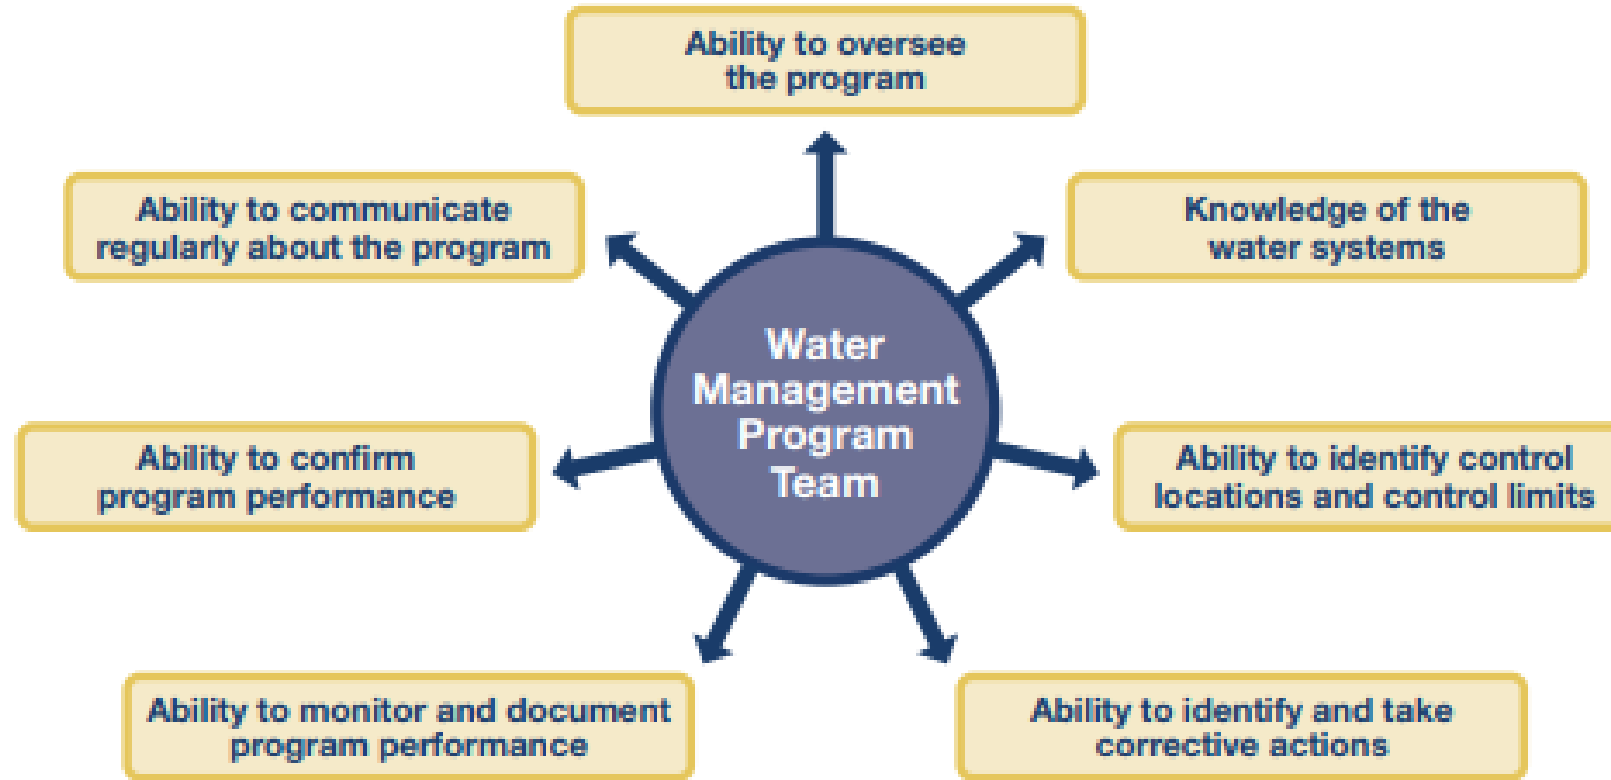 Ability to oversee
the program
Ability to communicate
regularly about the program
Knowledge of the
water systems
Water
Management
Program
Team
Ability to confirm
program performance
Ability to identify control
locations and control limits
Ability to monitor and document
program performance
Ability to identify and take
corrective actions